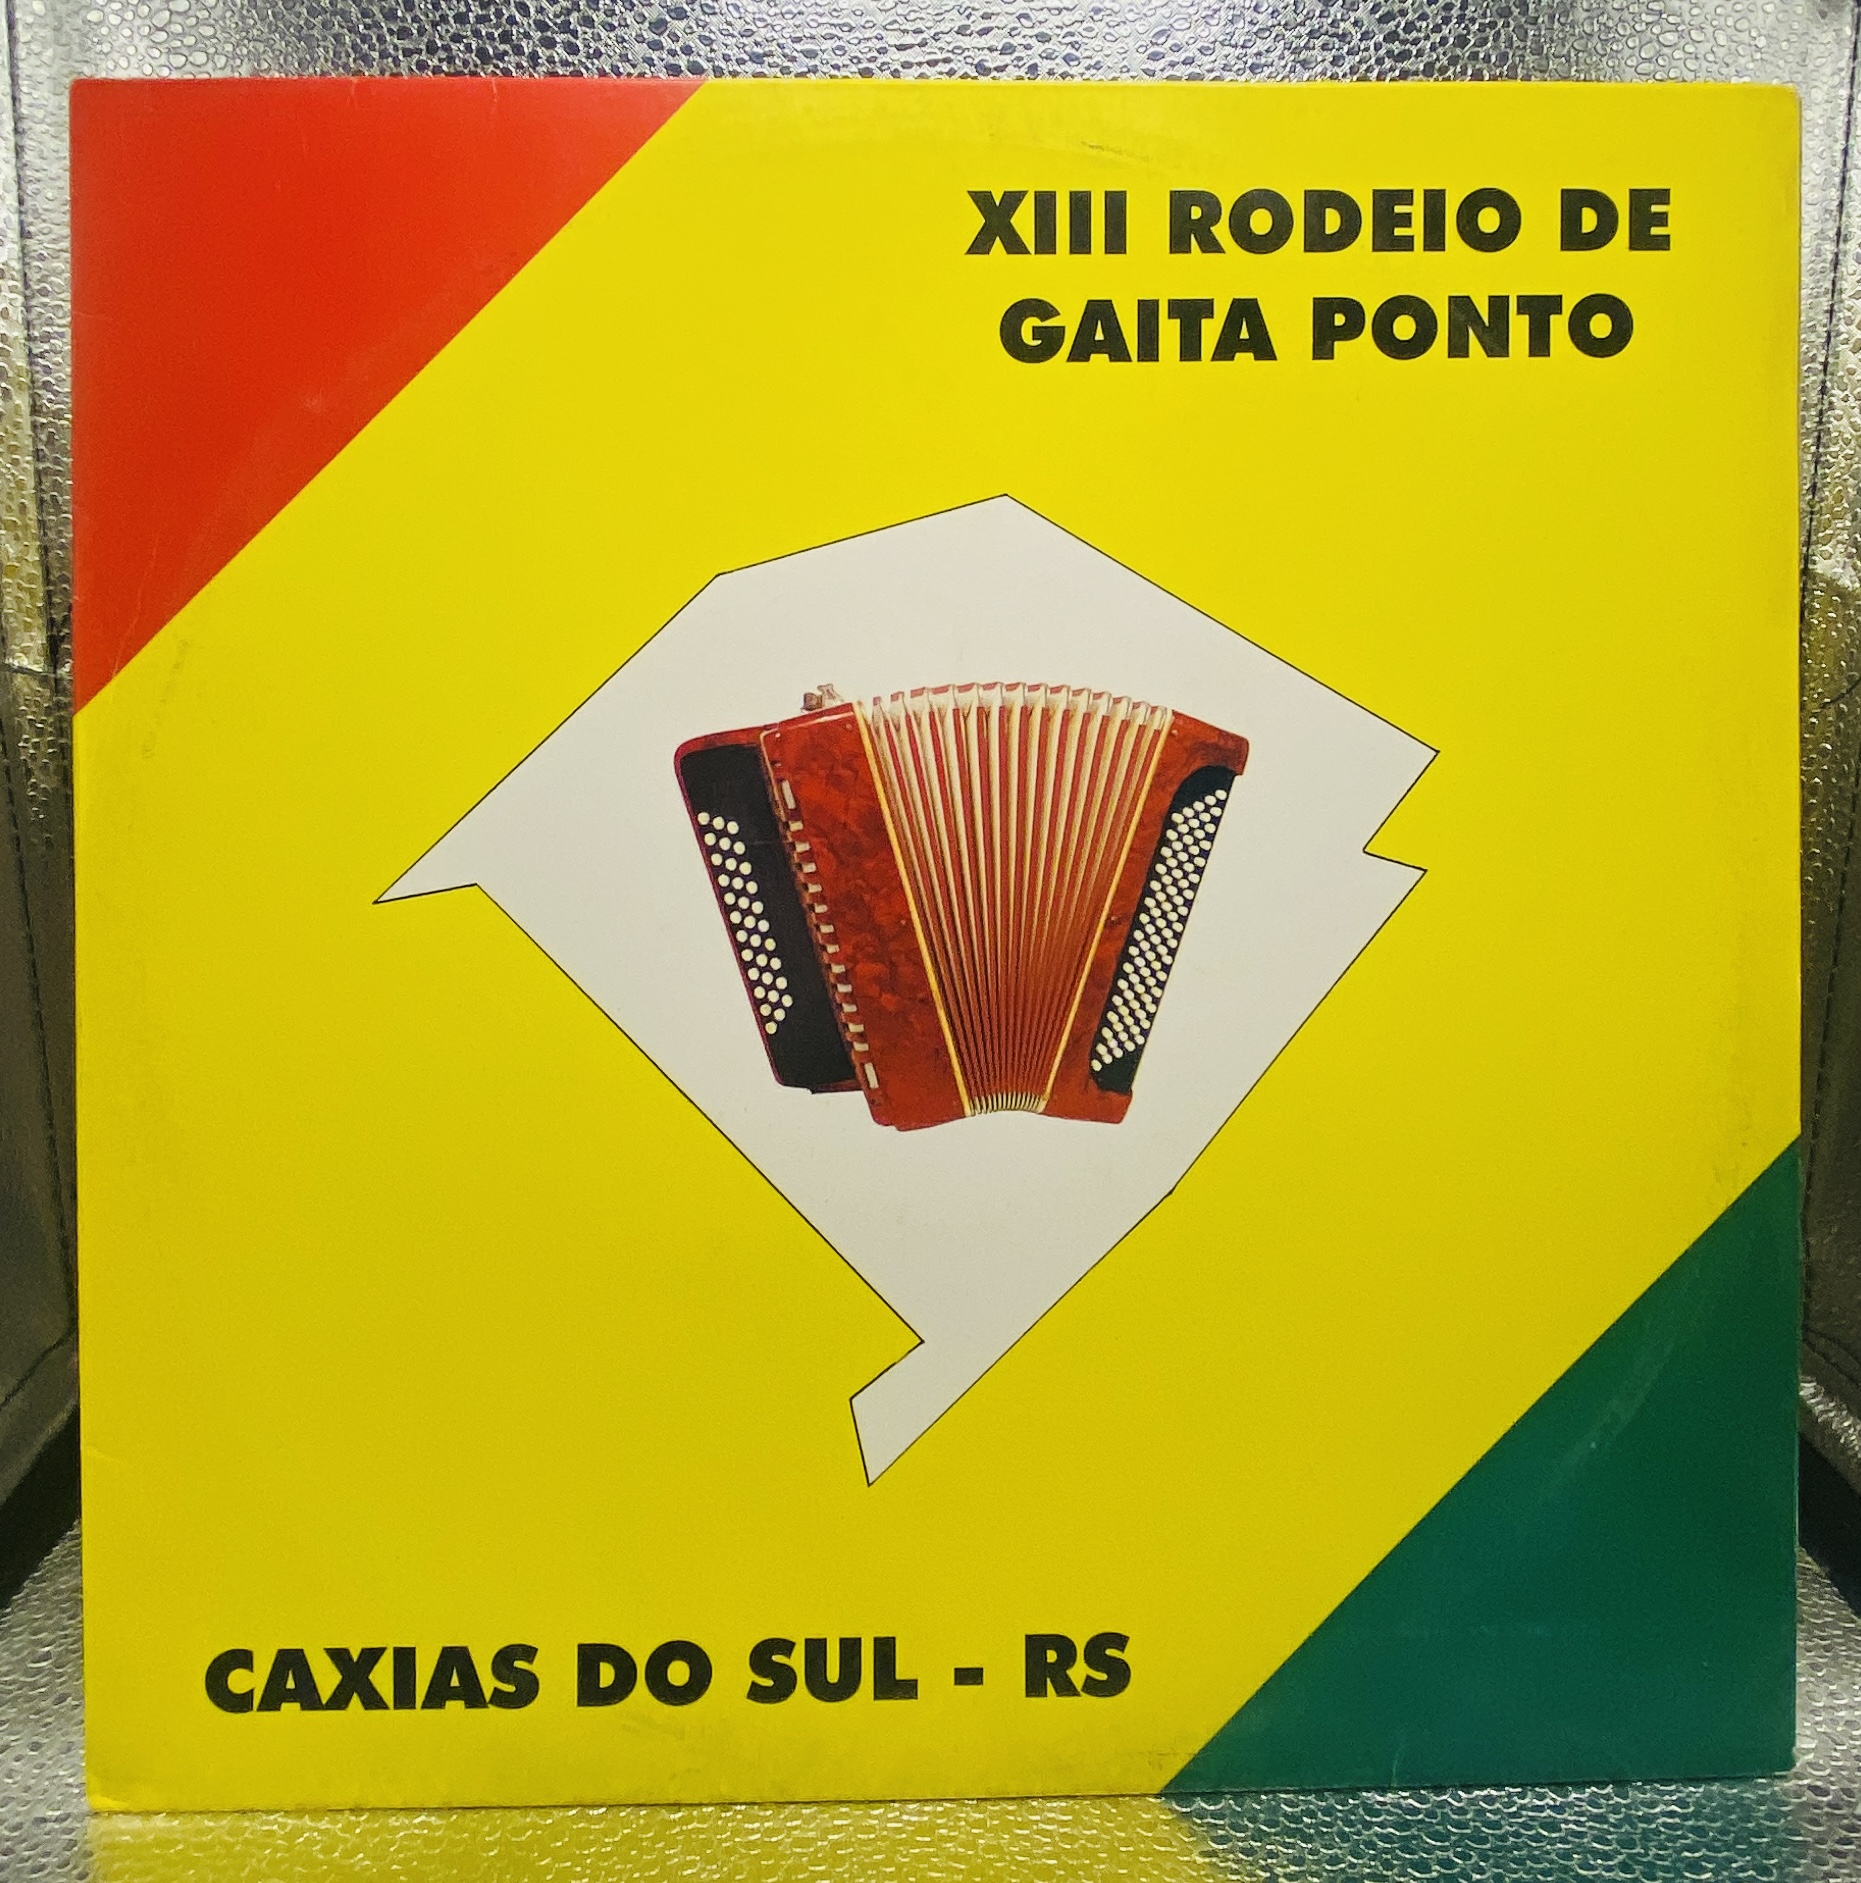 XIII RODEIO DE
GAITA PONTO
CAXIAS DO SUL - RS